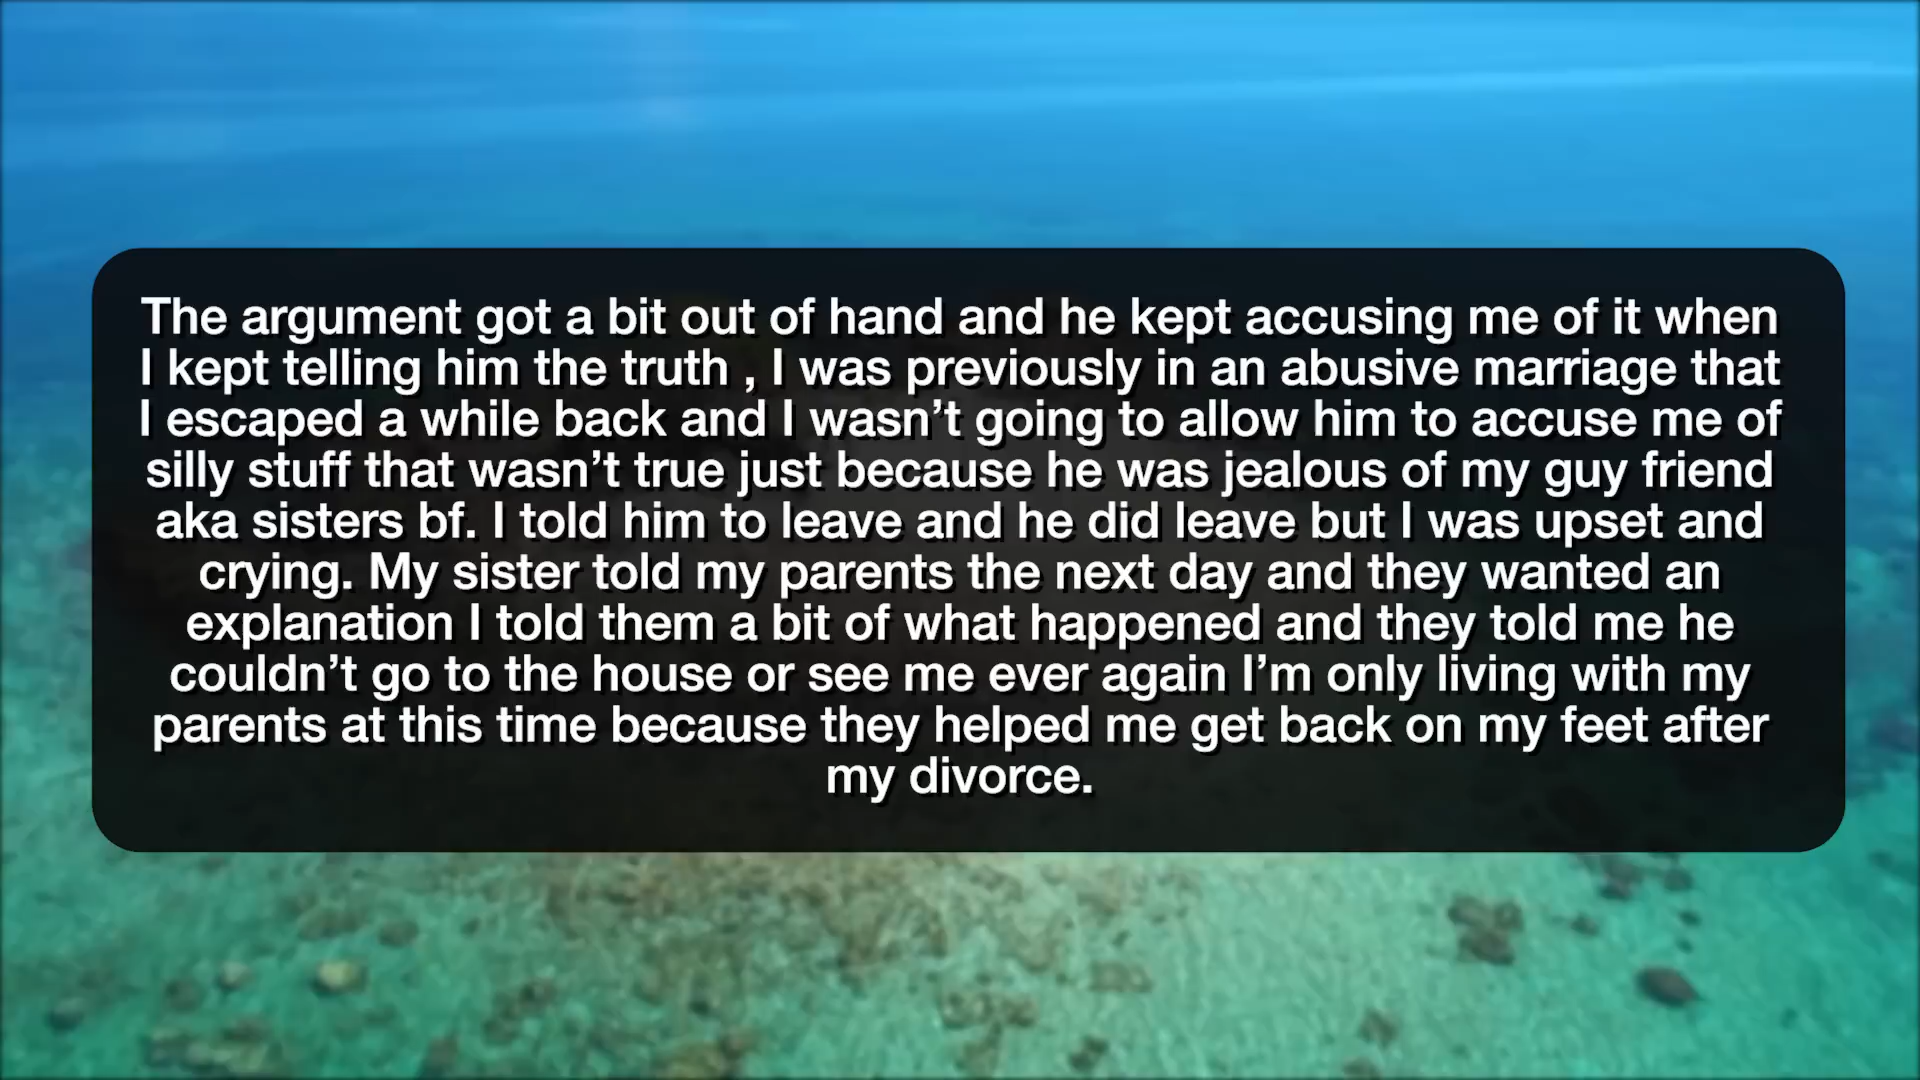 The argument got a bit out of hand and he kept accusing me of it when
I kept telling him the truth , I was previously in an abusive marriage that
I escaped a while back and I wasn’t going to allow him to accuse me of
silly stuff that wasn’t true just because he was jealous of my guy friend
aka sisters bf. I told him to leave and he did leave but I was upset and
crying. My sister told my parents the next day and they wanted an
explanation I told them a bit of what happened and they told me he
couldn’t go to the house or see me ever again I’m only living with my
parents at this time because they helped me get back on my feet after
my divorce.